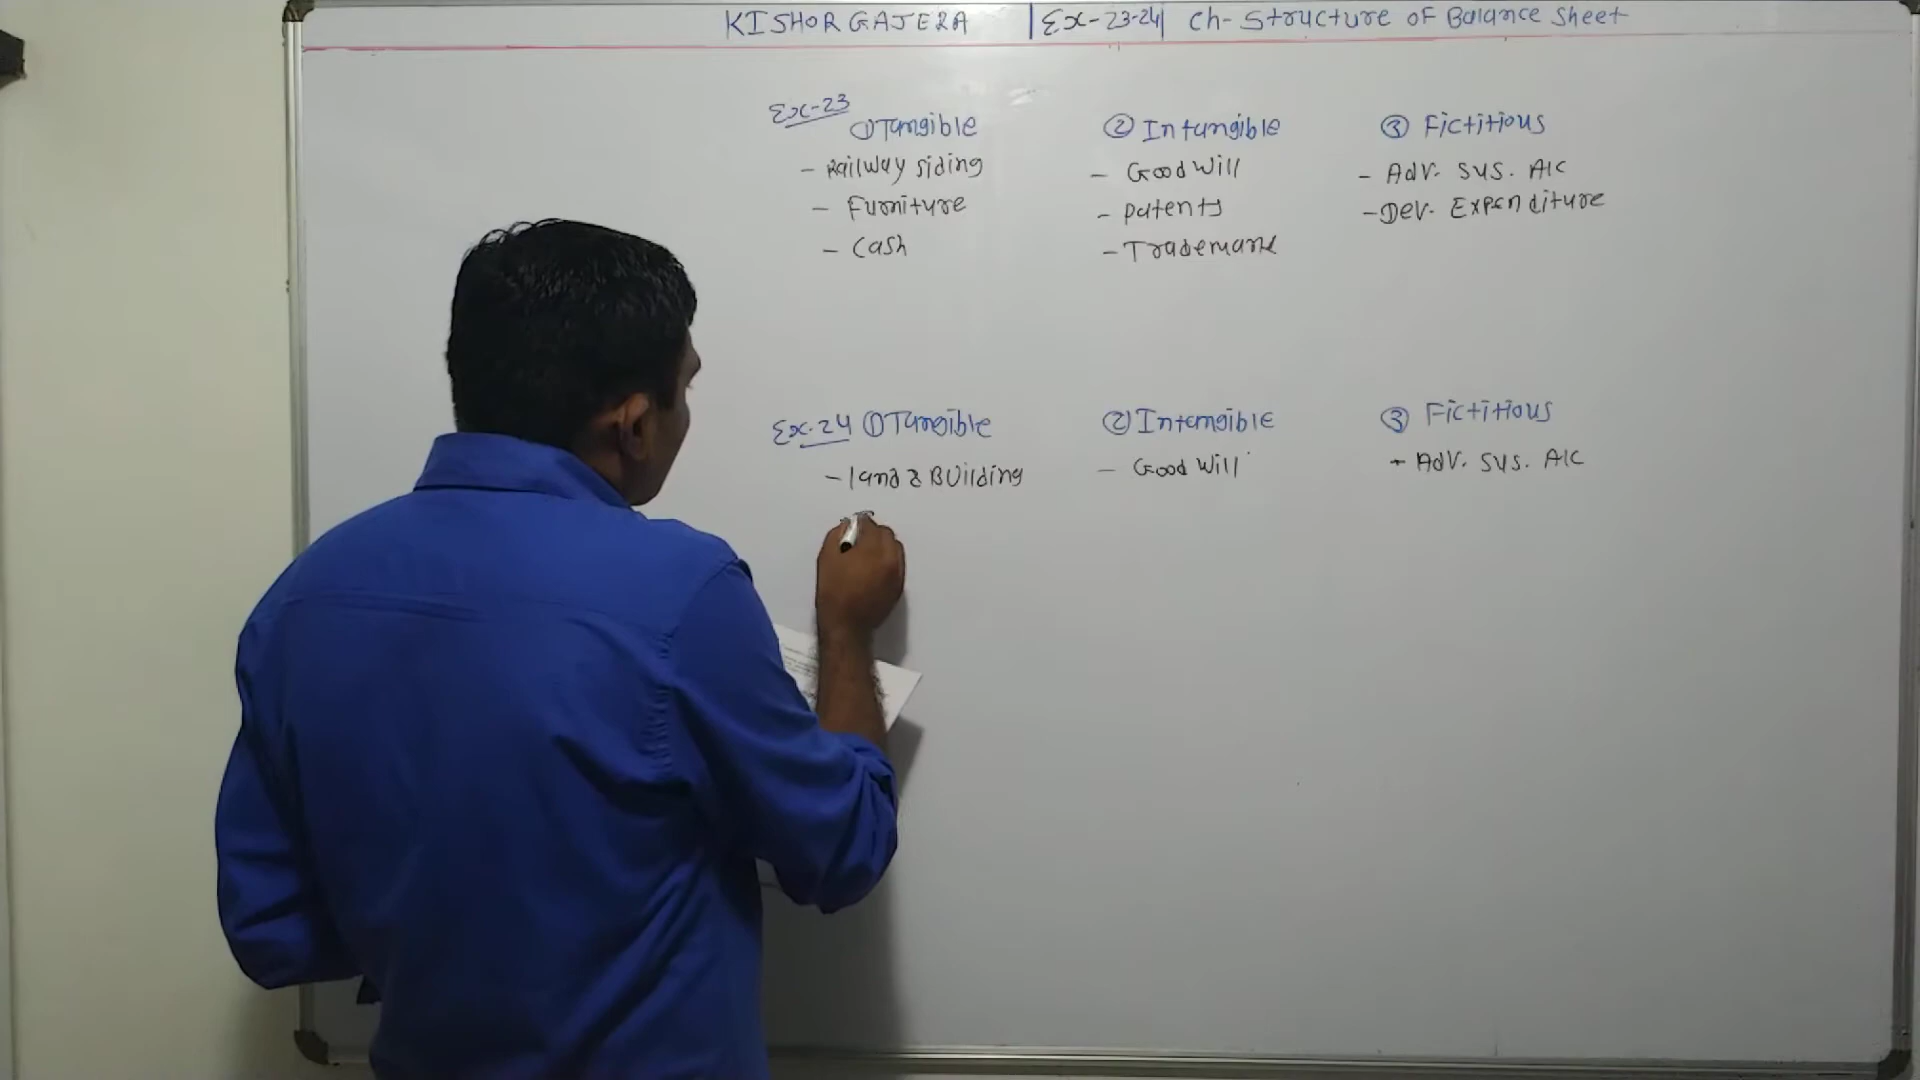 KISHOR GAJERA |Ex-23-24| Ch- Structure of Balance Sheet
Ex-23
① Tangible ② Intangible ③ Fictitious
- Railway siding - Good Will - Adv. Sus. A/C
- Furniture - Patents - Dev. Expenditure
- Cash - Trademark
Ex-24 ① Tangible ② Intangible ③ Fictitious
- land & Building - Good Will - Adv. Sus. A/C